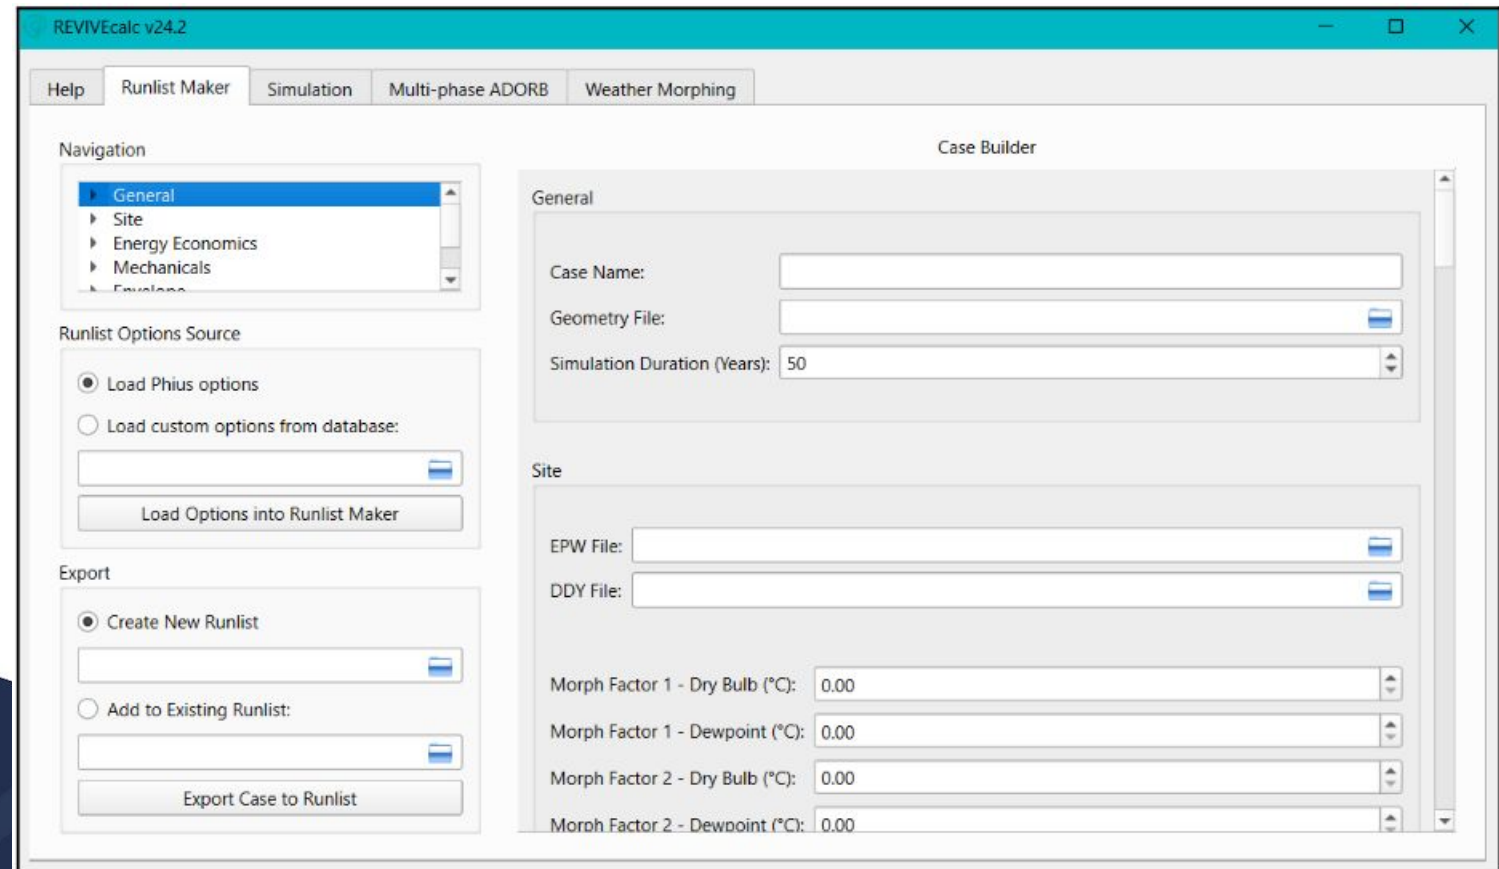 REVIVEcalc v24.2
Help
Runlist Maker
Simulation
Multi-phase ADORB
Weather Morphing
Navigation
General
Site
Energy Economics
Mechanicals
Envelope
Runlist Options Source
Load Phius options
Load custom options from database:
Load Options into Runlist Maker
Export
Create New Runlist
Add to Existing Runlist:
Export Case to Runlist
Case Builder
General
Case Name:
Geometry File:
Simulation Duration (Years): 50
Site
EPW File:
DDY File:
Morph Factor 1 - Dry Bulb (°C): 0.00
Morph Factor 1 - Dewpoint (°C): 0.00
Morph Factor 2 - Dry Bulb (°C): 0.00
Morph Factor 2 - Dewpoint (°C): 0.00